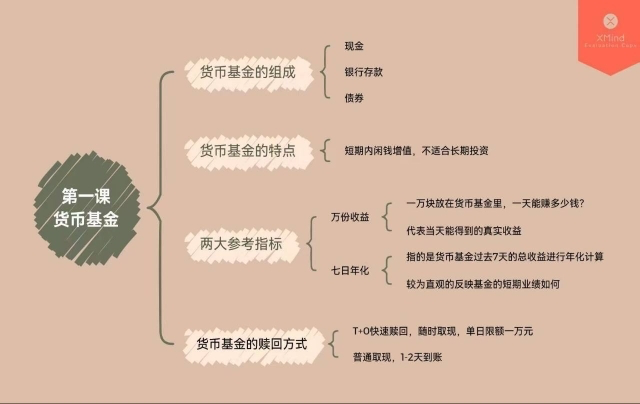 XMind
第一课
货币基金
货币基金的组成
现金
银行存款
债券
货币基金的特点
短期内闲钱增值，不适合长期投资
两大参考指标
万份收益
一万块放在货币基金里，一天能赚多少钱？
代表当天能得到的真实收益
七日年化
指的是货币基金过去7天的总收益进行年化计算
较为直观的反映基金的短期业绩如何
货币基金的赎回方式
T+0快速赎回，随时取现，单日限额一万元
普通取现，1-2天到账